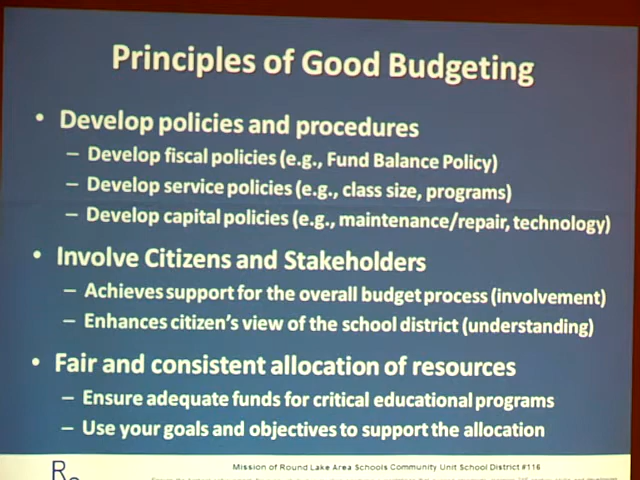 Principles of Good Budgeting
• Develop policies and procedures
– Develop fiscal policies (e.g., Fund Balance Policy)
– Develop service policies (e.g., class size, programs)
– Develop capital policies (e.g., maintenance/repair, technology)
• Involve Citizens and Stakeholders
– Achieves support for the overall budget process (involvement)
– Enhances citizen's view of the school district (understanding)
• Fair and consistent allocation of resources
– Ensure adequate funds for critical educational programs
– Use your goals and objectives to support the allocation
Mission of Round Lake Area Schools Community Unit School District #116
R